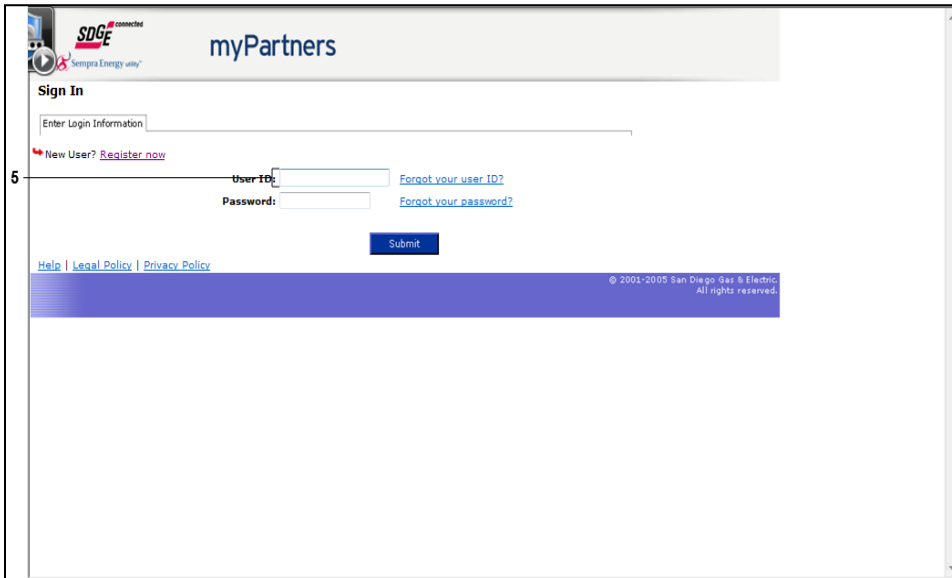 SDGE connected
Sempra Energy utility®
myPartners
Sign In
Enter Login Information
New User? Register now
5
User ID: Forgot your user ID?
Password: Forgot your password?
Submit
Help | Legal Policy | Privacy Policy
© 2001-2005 San Diego Gas & Electric.
All rights reserved.